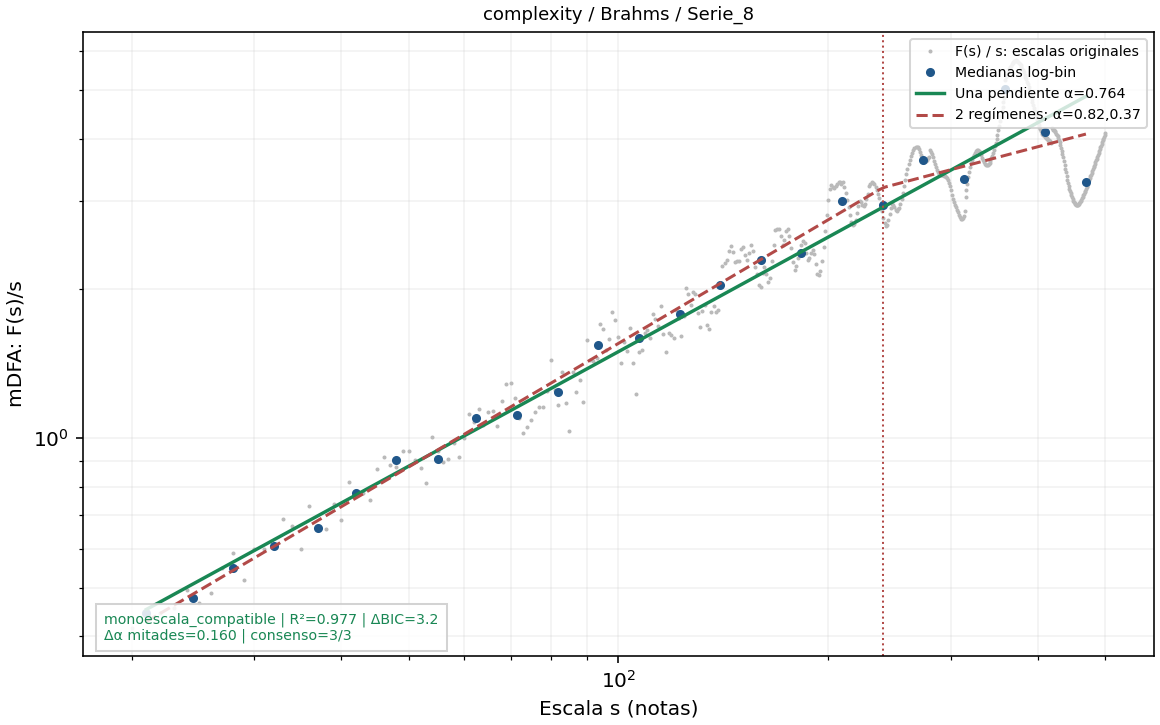 complexity / Brahms / Serie_8
F(s) / s: escalas originales
Medianas log-bin
Una pendiente α=0.764
2 regímenes; α=0.82,0.37
mDFA: F(s)/s
10⁰
monoescala_compatible | R²=0.977 | ΔBIC=3.2
Δα mitades=0.160 | consenso=3/3
10²
Escala s (notas)